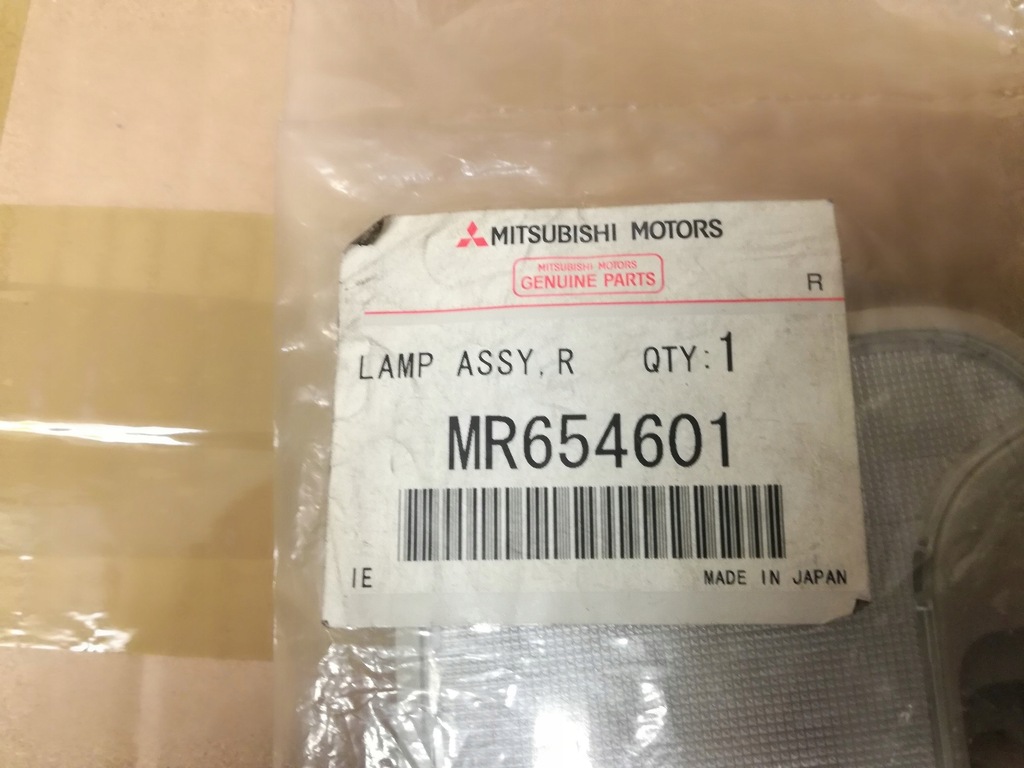 MITSUBISHI MOTORS
MITSUBISHI MOTORS
GENUINE PARTS
R
LAMP ASSY,R QTY:1
MR654601
IE MADE IN JAPAN